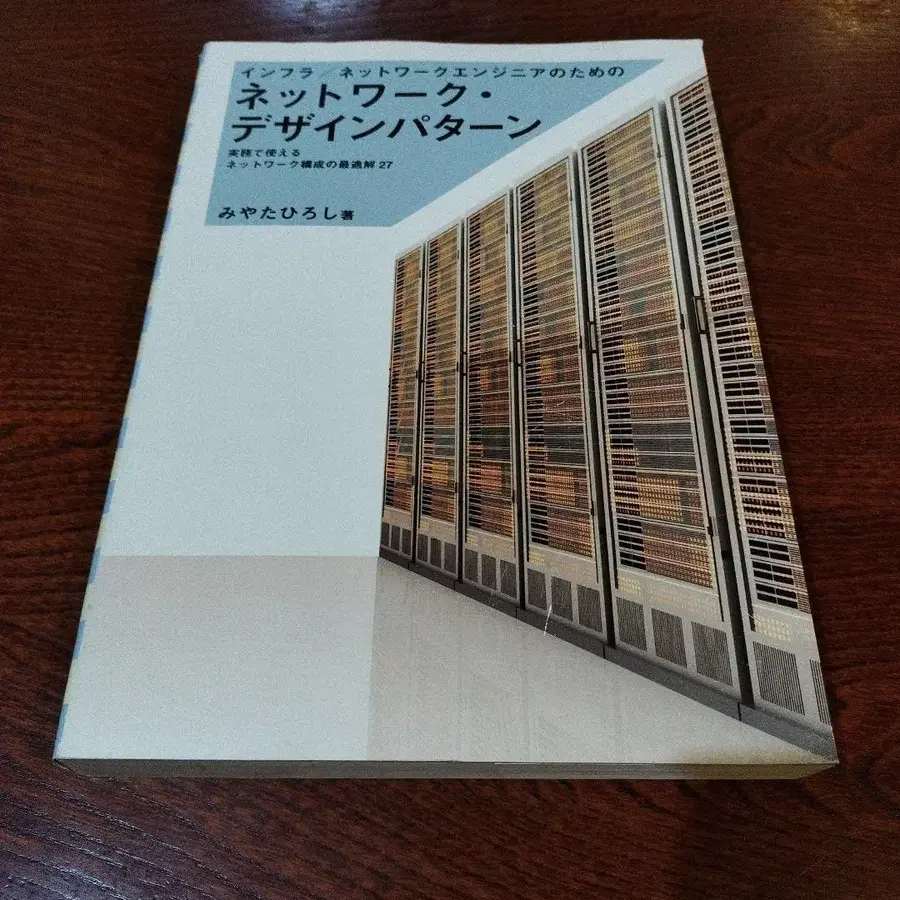 インフラ／ネットワークエンジニアのための
ネットワーク・
デザインパターン
実務で使える
ネットワーク構成の最適解 27
みやたひろし 著